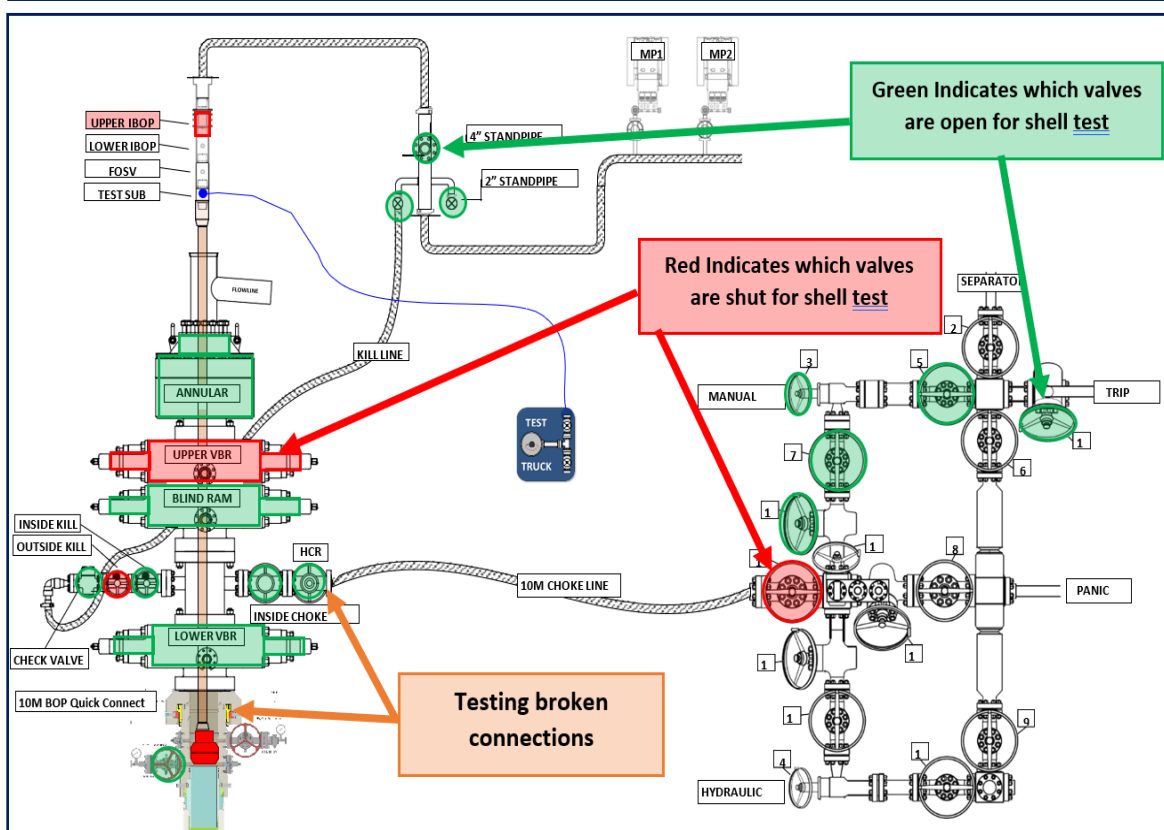 MP1
MP2
Green Indicates which valves
are open for shell test
UPPER IBOP
LOWER IBOP
FOSV
TEST SUB
4” STANDPIPE
2” STANDPIPE
FLOWLINE
Red Indicates which valves
are shut for shell test
SEPARATO
2
KILL LINE
3
5
MANUAL
TRIP
ANNULAR
1
TEST
TRUCK
UPPER VBR
7
6
BLIND RAM
INSIDE KILL
OUTSIDE KILL
1
HCR
1
8
10M CHOKE LINE
PANIC
INSIDE CHOKE
LOWER VBR
CHECK VALVE
1
1
10M BOP Quick Connect
Testing broken
connections
1
9
1
4
HYDRAULIC